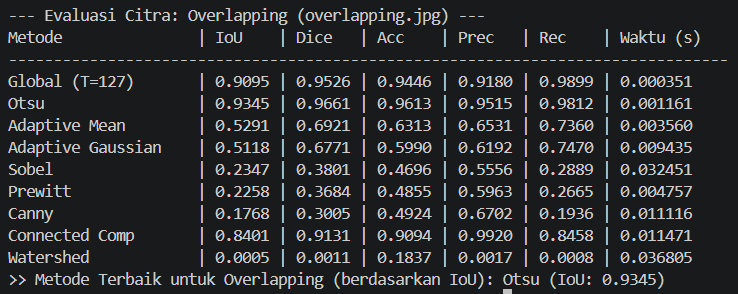 --- Evaluasi Citra: Overlapping (overlapping.jpg) ---
Metode | IoU | Dice | Acc | Prec | Rec | Waktu (s)
--------------------------------------------------------------------------------
Global (T=127) | 0.9095 | 0.9526 | 0.9446 | 0.9180 | 0.9899 | 0.000351
Otsu | 0.9345 | 0.9661 | 0.9613 | 0.9515 | 0.9812 | 0.001161
Adaptive Mean | 0.5291 | 0.6921 | 0.6313 | 0.6531 | 0.7360 | 0.003560
Adaptive Gaussian | 0.5118 | 0.6771 | 0.5990 | 0.6192 | 0.7470 | 0.009435
Sobel | 0.2347 | 0.3801 | 0.4696 | 0.5556 | 0.2889 | 0.032451
Prewitt | 0.2258 | 0.3684 | 0.4855 | 0.5963 | 0.2665 | 0.004757
Canny | 0.1768 | 0.3005 | 0.4924 | 0.6702 | 0.1936 | 0.011116
Connected Comp | 0.8401 | 0.9131 | 0.9094 | 0.9920 | 0.8458 | 0.011471
Watershed | 0.0005 | 0.0011 | 0.1837 | 0.0017 | 0.0008 | 0.036805
>> Metode Terbaik untuk Overlapping (berdasarkan IoU): Otsu (IoU: 0.9345)